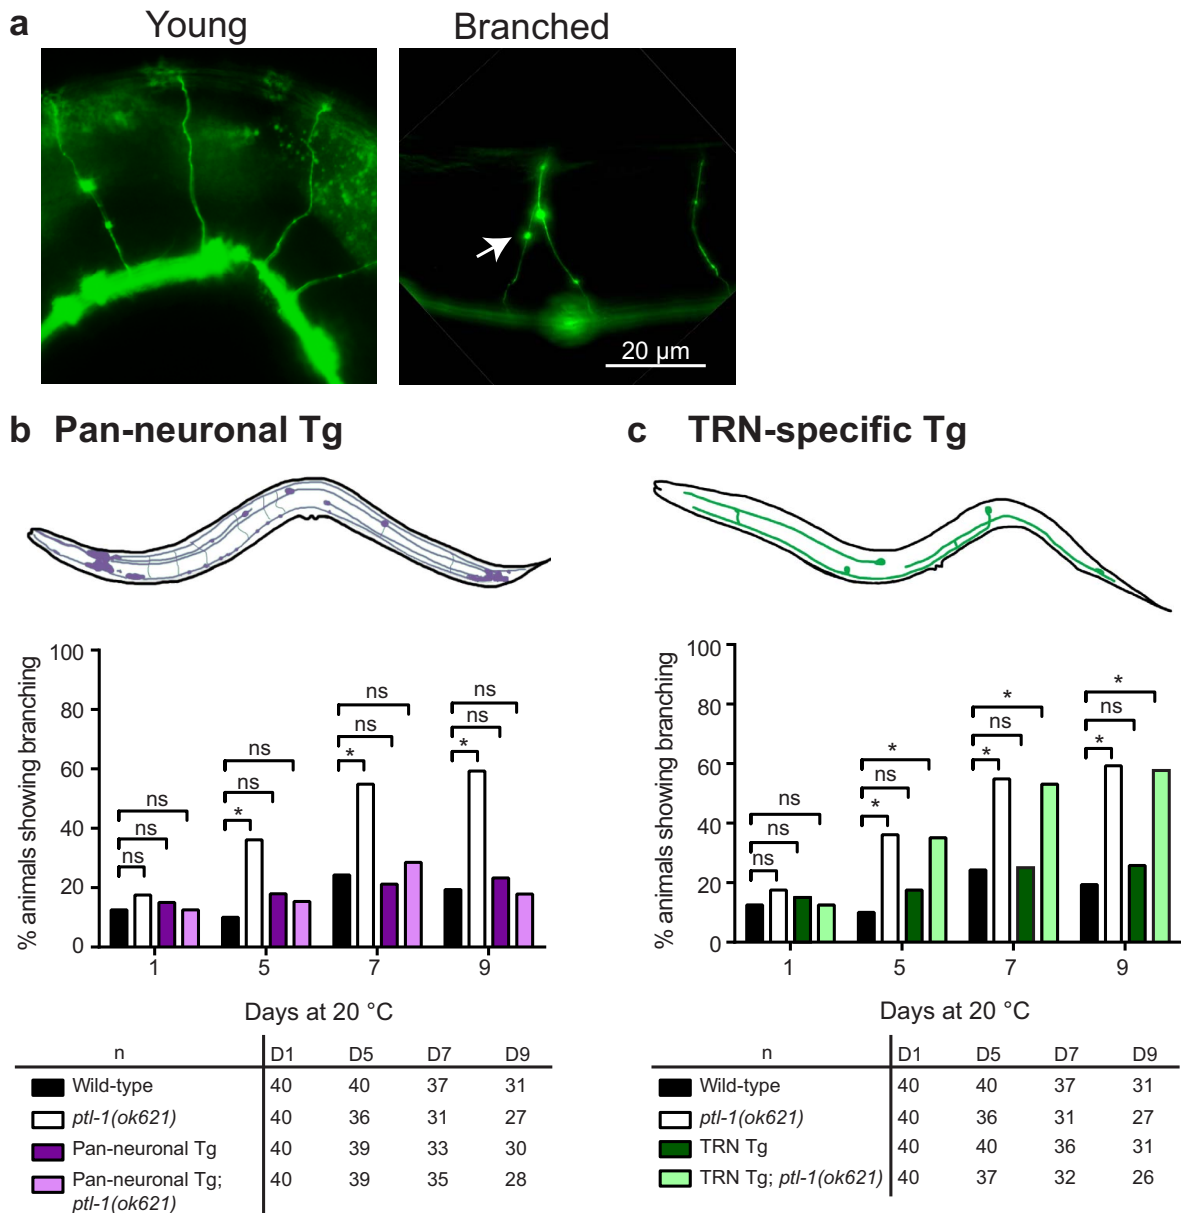 a
Young
Branched
20 µm
b Pan-neuronal Tg
c TRN-specific Tg
% animals showing branching
100
80
60
40
20
0
ns
ns
ns
ns
ns
*
ns
ns
*
ns
ns
*
1 5 7 9
Days at 20 °C
% animals showing branching
100
80
60
40
20
0
ns
ns
ns
*
ns
*
*
ns
*
*
ns
*
1 5 7 9
Days at 20 °C
n D1 D5 D7 D9
Wild-type 40 40 37 31
ptl-1(ok621) 40 36 31 27
Pan-neuronal Tg 40 39 33 30
Pan-neuronal Tg; 40 39 35 28
ptl-1(ok621)
n D1 D5 D7 D9
Wild-type 40 40 37 31
ptl-1(ok621) 40 36 31 27
TRN Tg 40 40 36 31
TRN Tg; ptl-1(ok621) 40 37 32 26